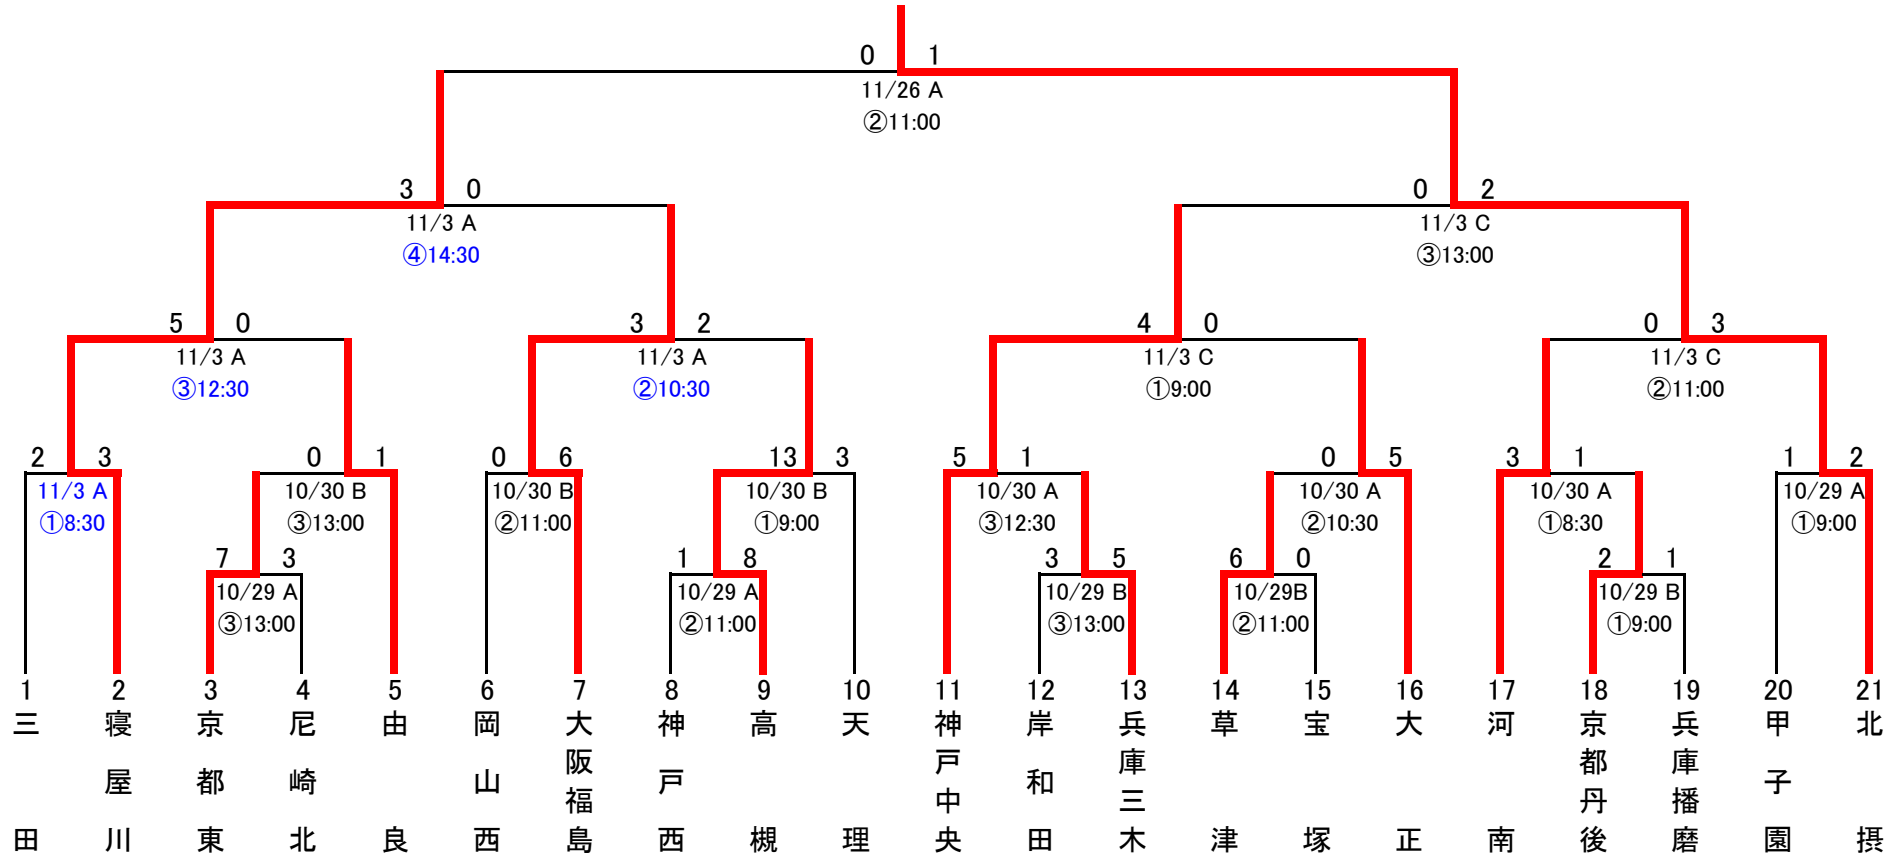 0 1
11/26 A
②11:00
3 0
11/3 A
④14:30
0 2
11/3 C
③13:00
5 0
11/3 A
③12:30
3 2
11/3 A
②10:30
4 0
11/3 C
①9:00
0 3
11/3 C
②11:00
2 3
11/3 A
①8:30
0 1
10/30 B
③13:00
0 6
10/30 B
②11:00
13 3
10/30 B
①9:00
5 1
10/30 A
③12:30
0 5
10/30 A
②10:30
3 1
10/30 A
①8:30
1 2
10/29 A
①9:00
7 3
10/29 A
③13:00
1 8
10/29 A
②11:00
3 5
10/29 B
③13:00
6 0
10/29B
②11:00
2 1
10/29 B
①9:00
1
三田
2
寝屋川
3
京都東
4
尼崎北
5
由良
6
岡山西
7
大阪福島
8
神戸西
9
高槻
10
天理
11
神戸中央
12
岸和田
13
兵庫三木
14
草津
15
宝塚
16
大正
17
河南
18
京都丹後
19
兵庫播磨
20
甲子園
21
北摂